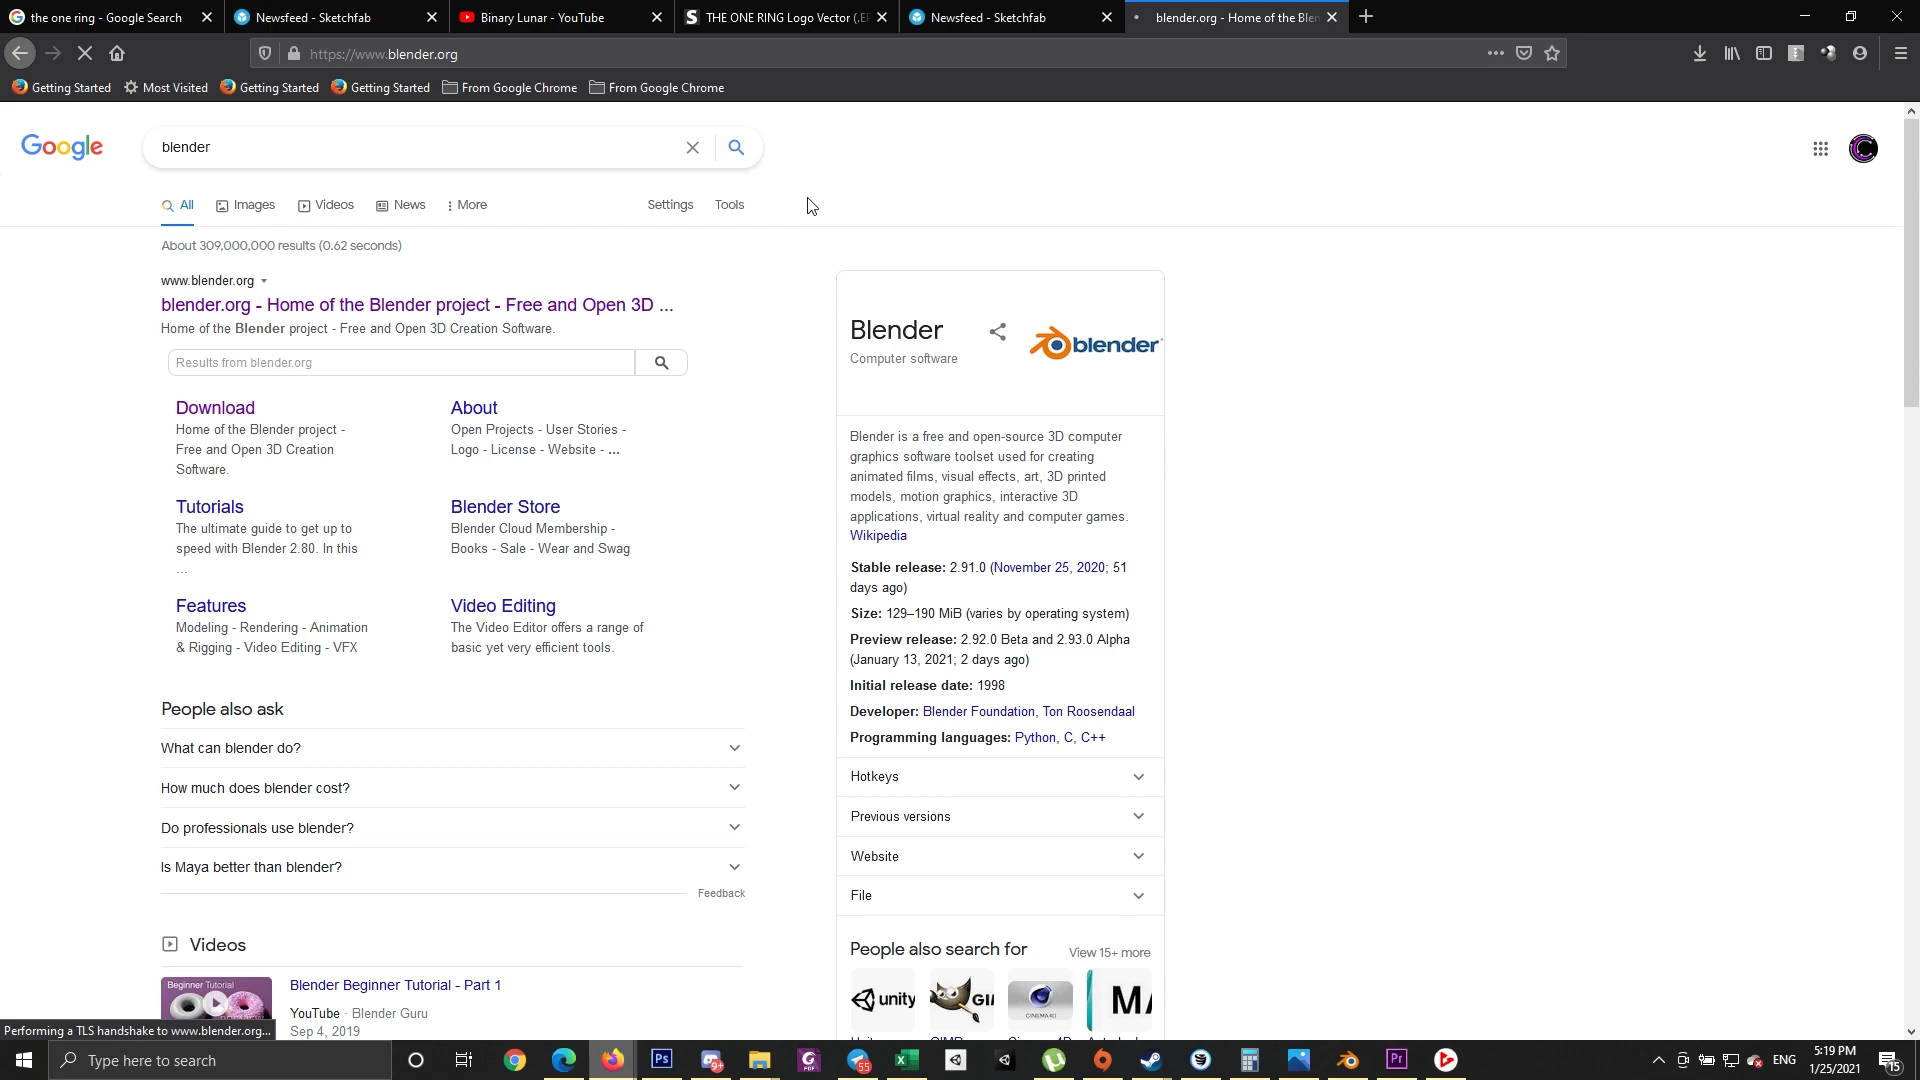 the one ring - Google Search
Newsfeed - Sketchfab
Binary Lunar - YouTube
THE ONE RING Logo Vector (.EP
Newsfeed - Sketchfab
blender.org - Home of the Blen
https://www.blender.org
Getting Started
Most Visited
Getting Started
Getting Started
From Google Chrome
From Google Chrome
Google
blender
All
Images
Videos
News
More
Settings
Tools
About 309,000,000 results (0.62 seconds)
www.blender.org
blender.org - Home of the Blender project - Free and Open 3D ...
Home of the Blender project - Free and Open 3D Creation Software.
Results from blender.org
Download
Home of the Blender project -
Free and Open 3D Creation
Software.
About
Open Projects - User Stories -
Logo - License - Website - ...
Tutorials
The ultimate guide to get up to
speed with Blender 2.80. In this
...
Blender Store
Blender Cloud Membership -
Books - Sale - Wear and Swag
Features
Modeling - Rendering - Animation
& Rigging - Video Editing - VFX
Video Editing
The Video Editor offers a range of
basic yet very efficient tools.
People also ask
What can blender do?
How much does blender cost?
Do professionals use blender?
Is Maya better than blender?
Feedback
Videos
Beginner Tutorial
Blender Beginner Tutorial - Part 1
YouTube · Blender Guru
Sep 4, 2019
Blender
Computer software
blender
Blender is a free and open-source 3D computer
graphics software toolset used for creating
animated films, visual effects, art, 3D printed
models, motion graphics, interactive 3D
applications, virtual reality and computer games.
Wikipedia
Stable release: 2.91.0 (November 25, 2020; 51
days ago)
Size: 129–190 MiB (varies by operating system)
Preview release: 2.92.0 Beta and 2.93.0 Alpha
(January 13, 2021; 2 days ago)
Initial release date: 1998
Developer: Blender Foundation, Ton Roosendaal
Programming languages: Python, C, C++
Hotkeys
Previous versions
Website
File
People also search for
View 15+ more
unity
CINEMA 4D
Performing a TLS handshake to www.blender.org...
Type here to search
Ps
9+
PDF
55
Pr
ENG
5:19 PM
1/25/2021
15